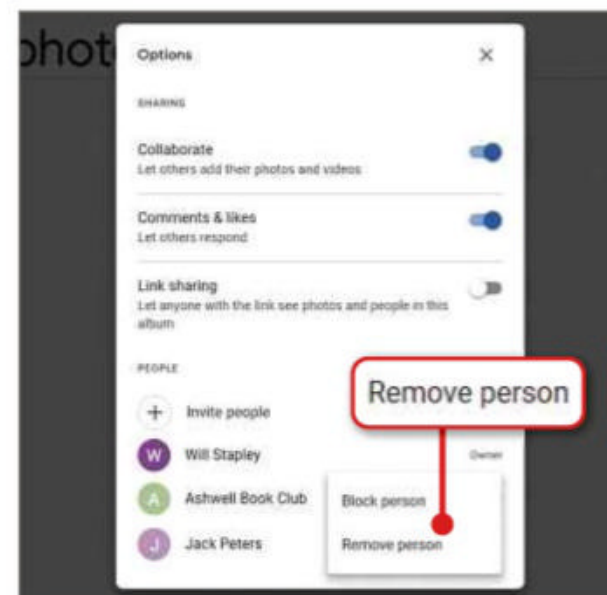 phot
Options
SHARING
Collaborate
Let others add their photos and videos
Comments & likes
Let others respond
Link sharing
Let anyone with the link see photos and people in this
album
PEOPLE
Remove person
Invite people
W Will Stapley Owner
A Ashwell Book Club
Block person
J Jack Peters
Remove person